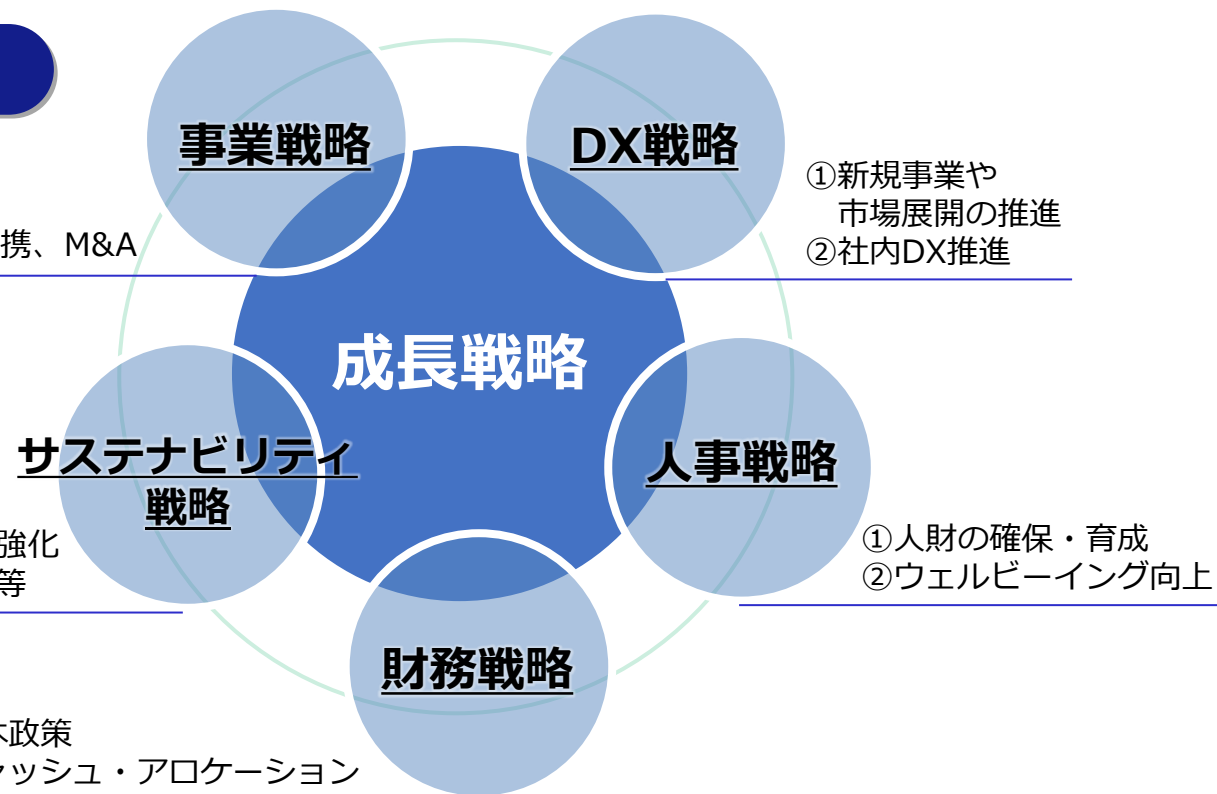 事業戦略
DX戦略
①新規事業や
市場展開の推進
②社内DX推進
携、M&A
成長戦略
サステナビリティ
戦略
強化
等
人事戦略
①人財の確保・育成
②ウェルビーイング向上
財務戦略
政策
ャッシュ・アロケーション